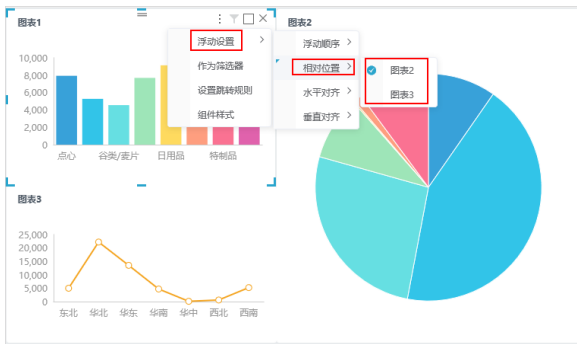 图表1
10,000
8,000
6,000
4,000
2,000
0
点心 谷类/麦片 日用品 特制品
浮动设置
作为筛选器
设置跳转规则
组件样式
浮动顺序
相对位置
水平对齐
垂直对齐
图表2
图表3
图表2
图表3
25,000
20,000
15,000
10,000
5,000
0
东北 华北 华东 华南 华中 西北 西南